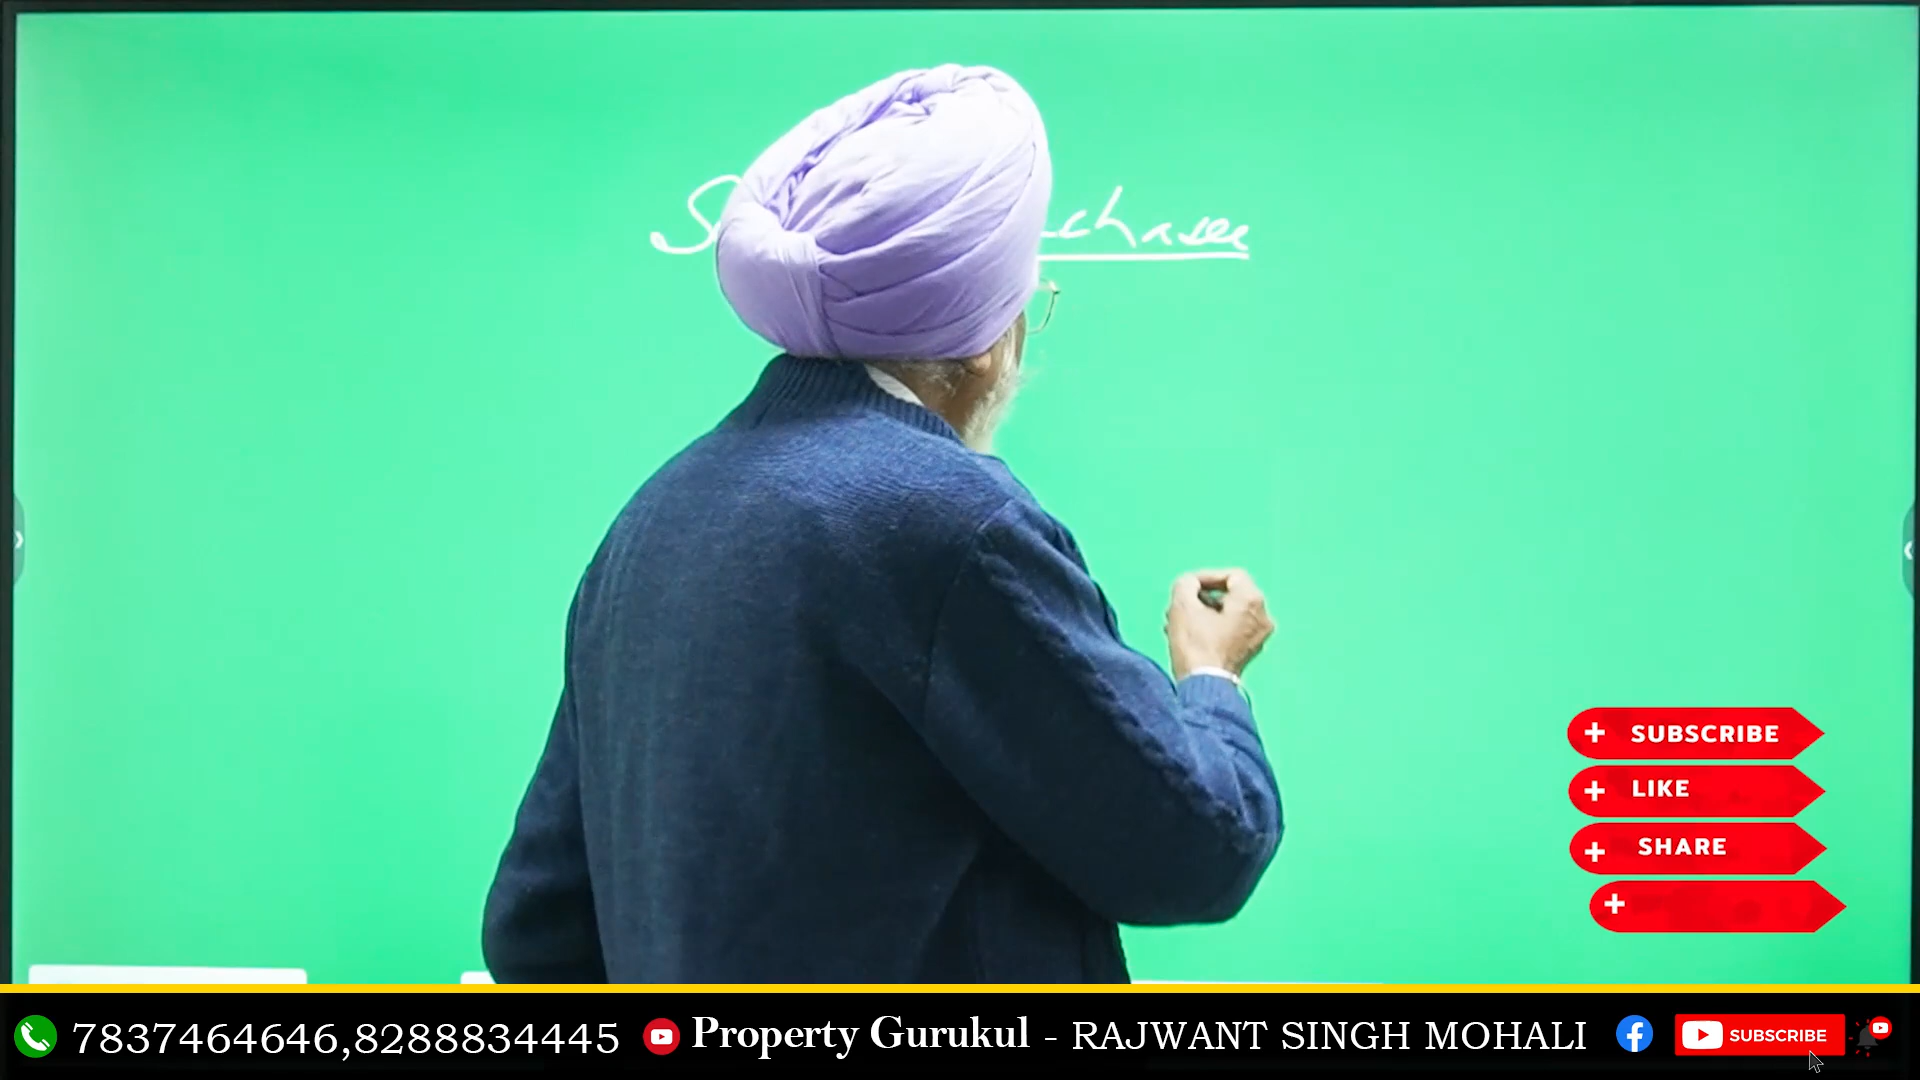 SUBSCRIBE
LIKE
SHARE
7837464646,8288834445 Property Gurukul - RAJWANT SINGH MOHALI SUBSCRIBE